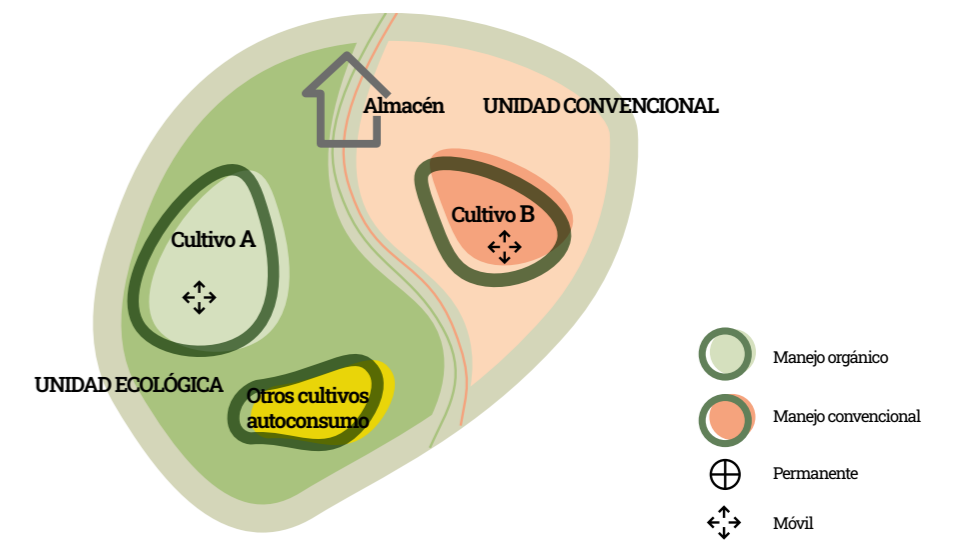 Almacén
UNIDAD CONVENCIONAL
Cultivo A
Cultivo B
UNIDAD ECOLÓGICA
Otros cultivos
autoconsumo
Manejo orgánico
Manejo convencional
Permanente
Móvil